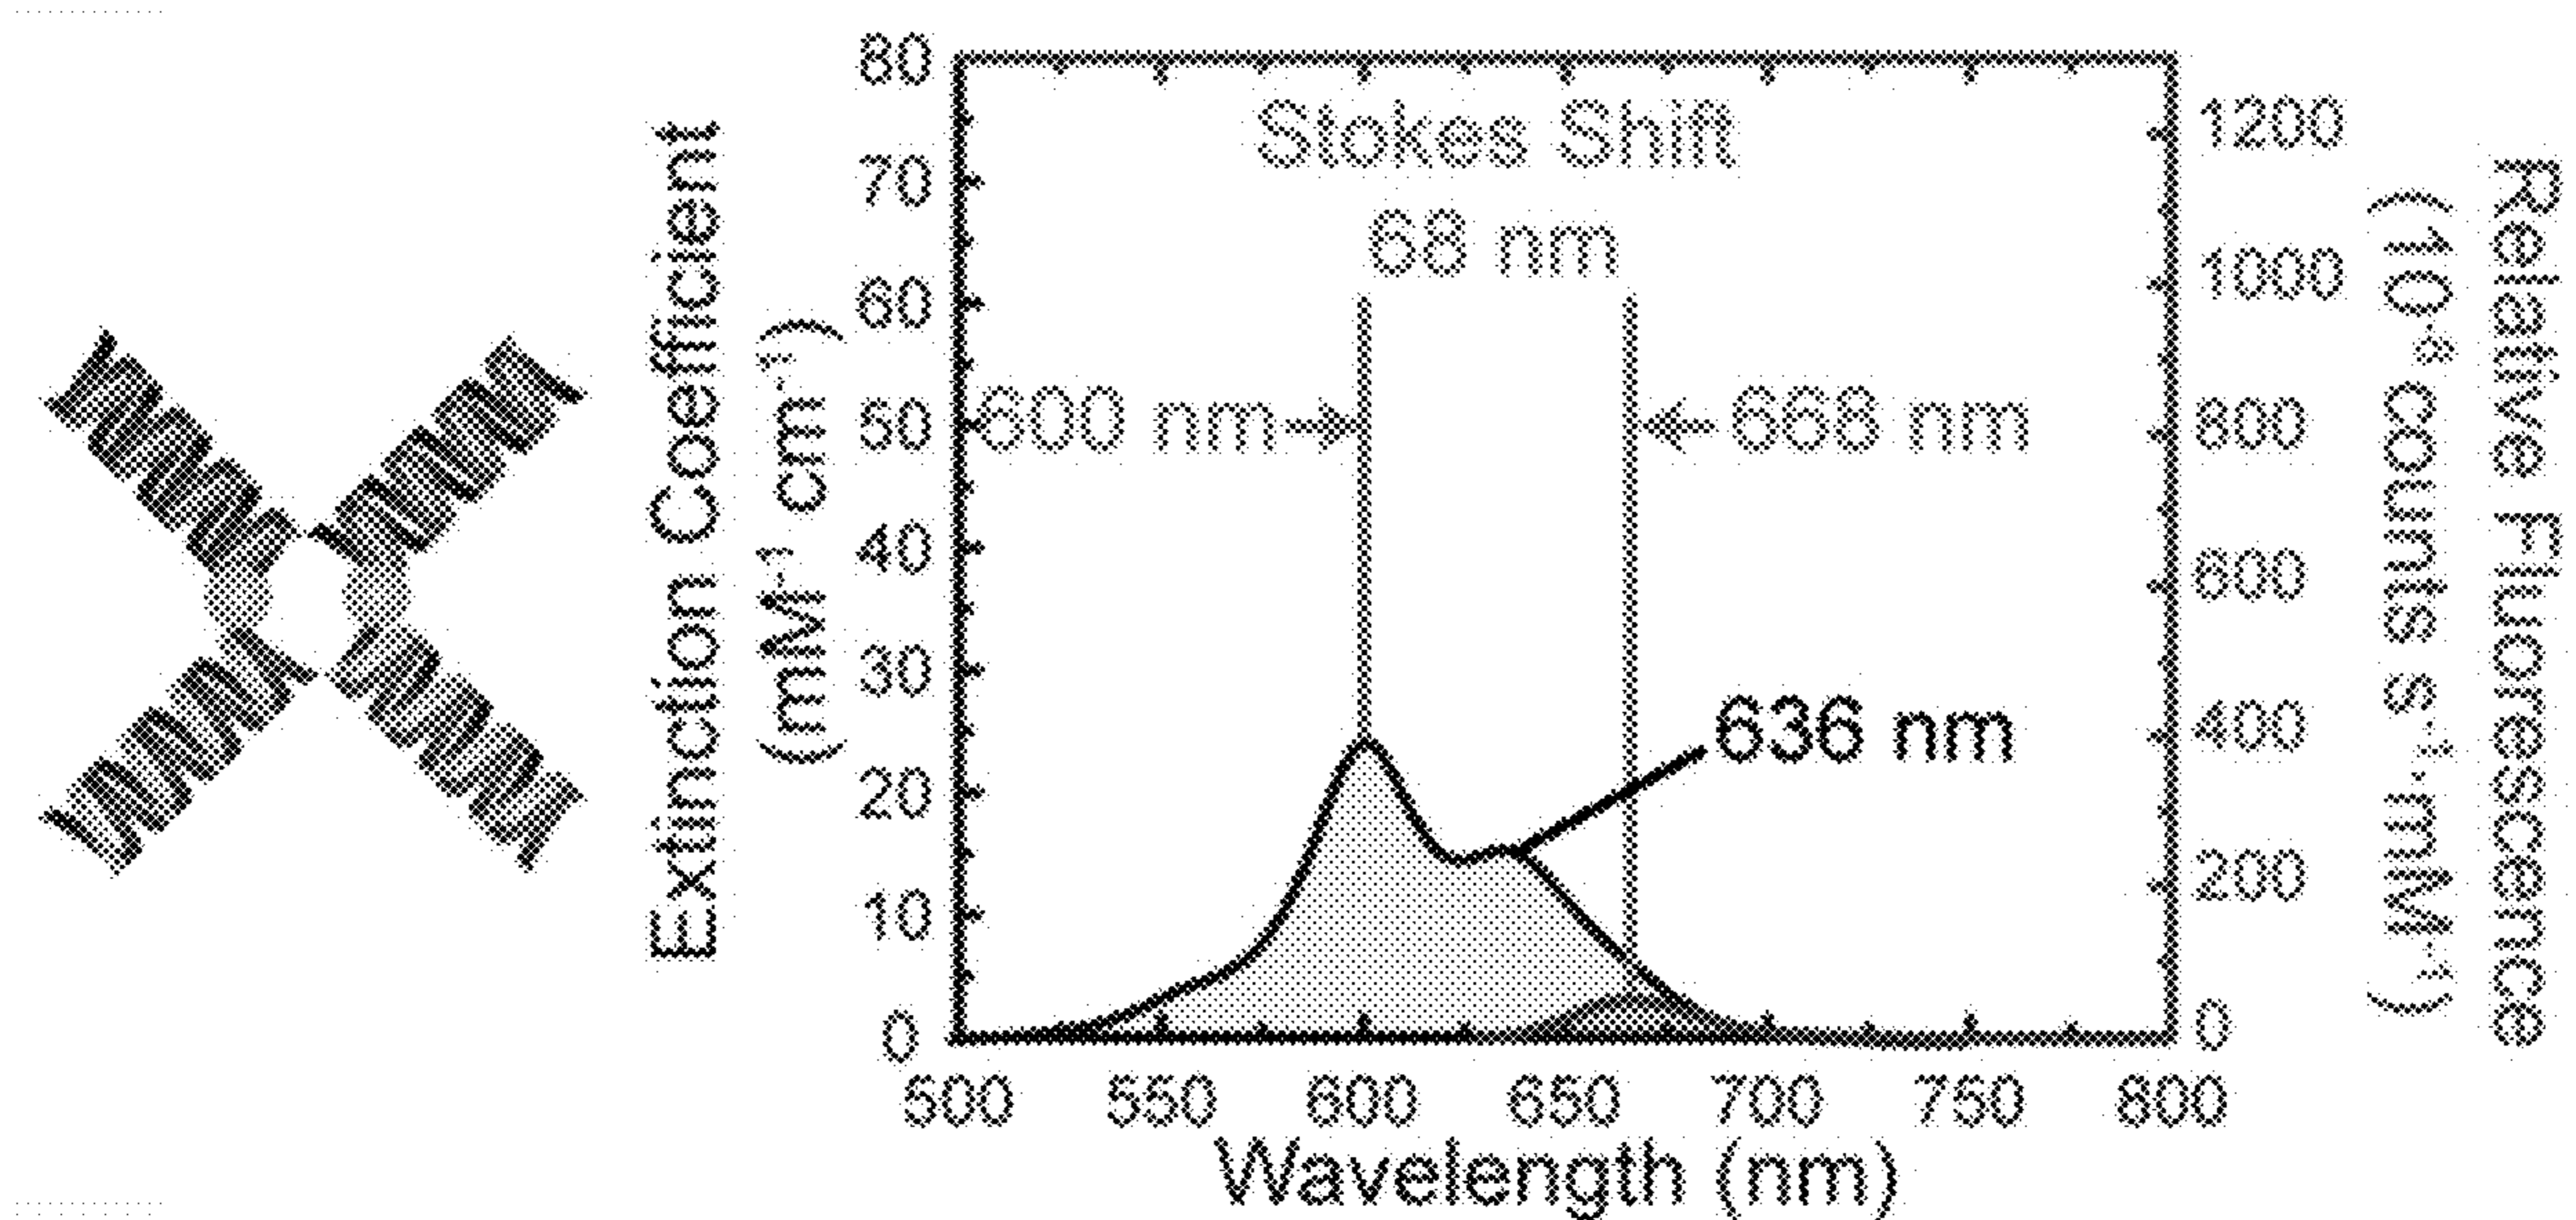 Extinction Coefficient
(mM⁻¹ cm⁻¹)
80
70
60
50
40
30
20
10
0
Stokes Shift
68 nm
600 nm
668 nm
636 nm
1200
1000
800
600
400
200
0
Relative Fluorescence
(10⁻⁶ counts s⁻¹ mM⁻¹)
500 550 600 650 700 750 800
Wavelength (nm)